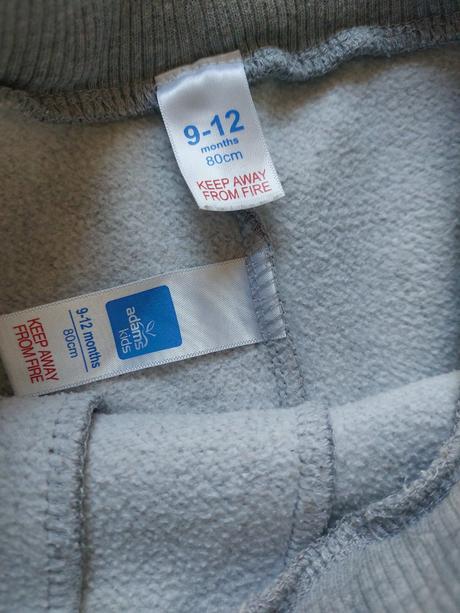 9-12
months
80cm
KEEP AWAY
FROM FIRE
adams
kids
9-12 months
80cm
KEEP AWAY
FROM FIRE